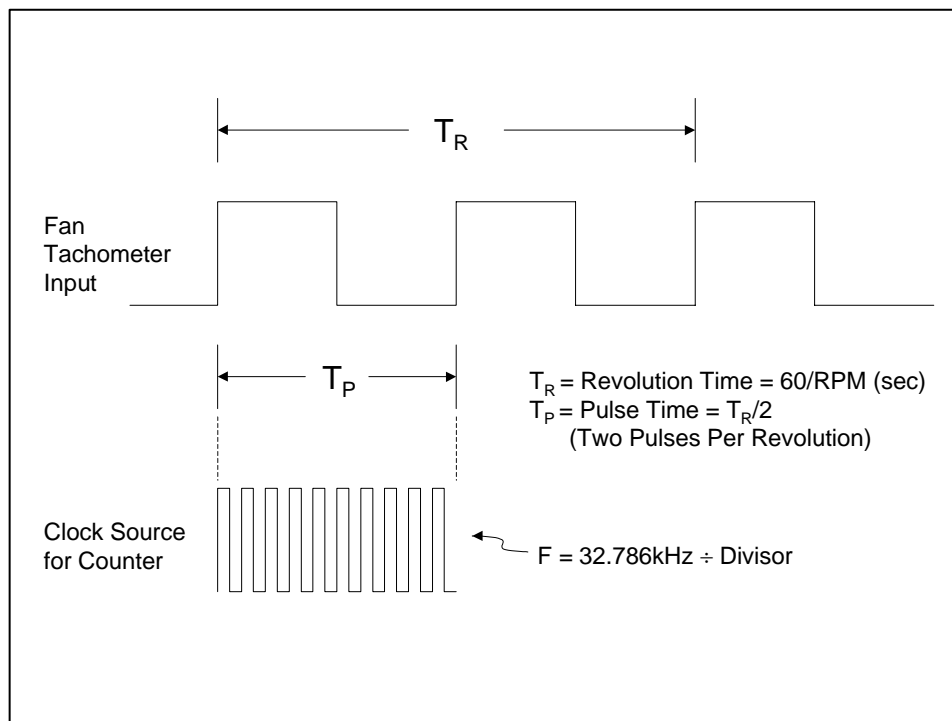 T_R
Fan
Tachometer
Input
T_P
T_R = Revolution Time = 60/RPM (sec)
T_P = Pulse Time = T_R/2
(Two Pulses Per Revolution)
Clock Source
for Counter
F = 32.786kHz ÷ Divisor